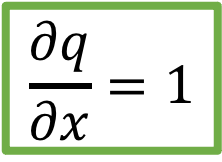 ∂q/∂x = 1